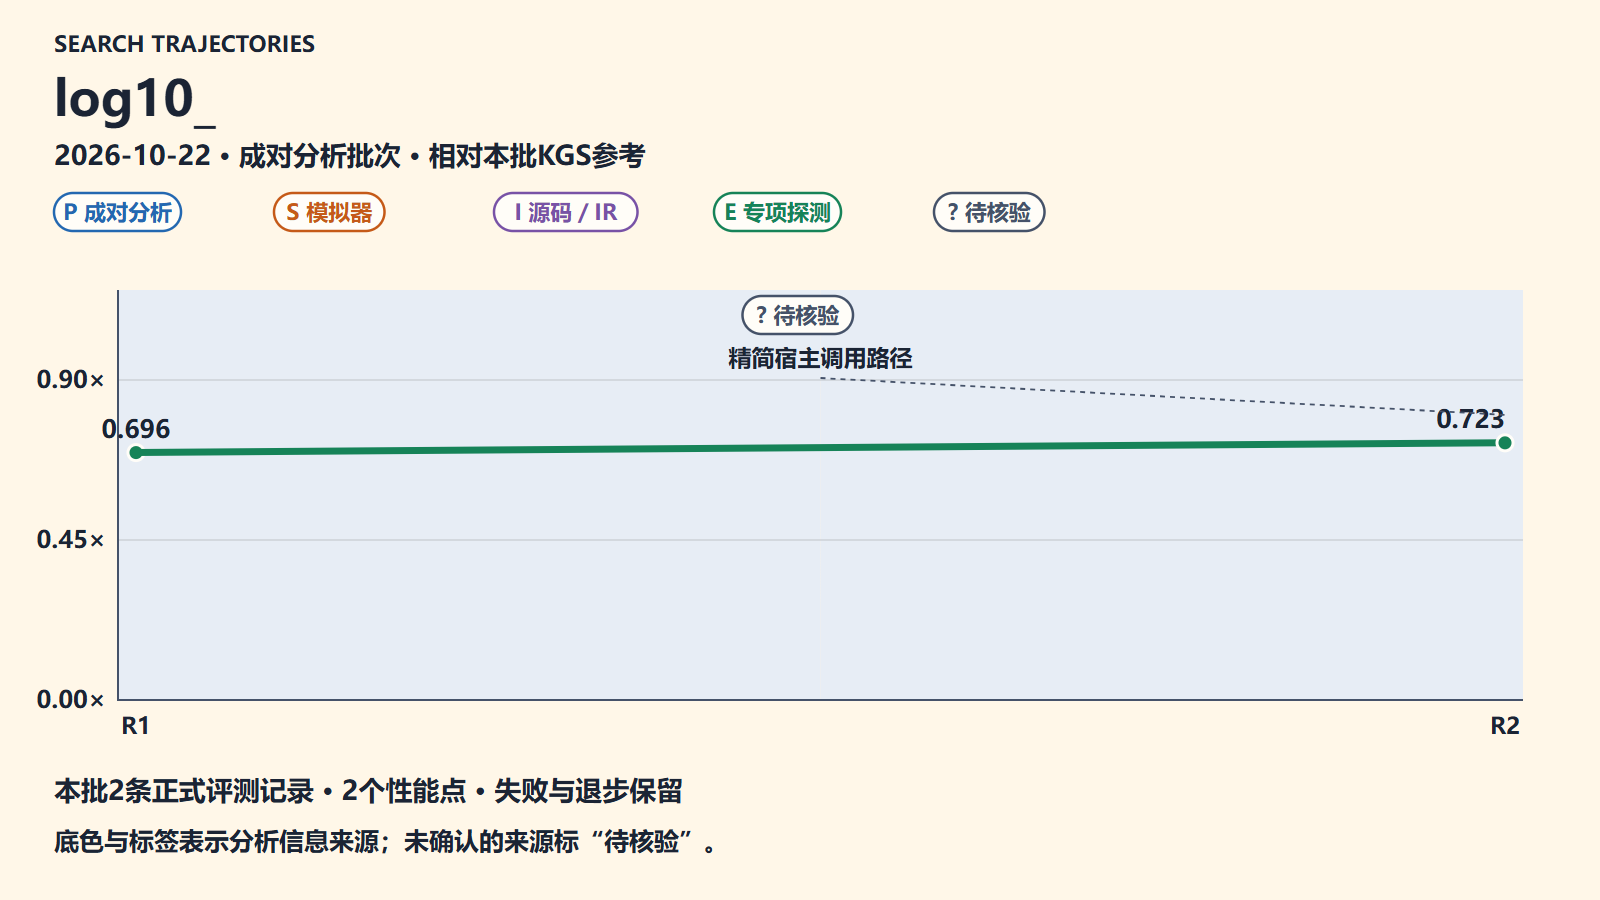 SEARCH TRAJECTORIES
log10_
2026-10-22 • 成对分析批次 • 相对本批KGS参考
P 成对分析
S 模拟器
I 源码 / IR
E 专项探测
? 待核验
? 待核验
精简宿主调用路径
0.90×
0.696
0.723
0.45×
0.00×
R1
R2
本批2条正式评测记录 • 2个性能点 • 失败与退步保留
底色与标签表示分析信息来源；未确认的来源标“待核验”。